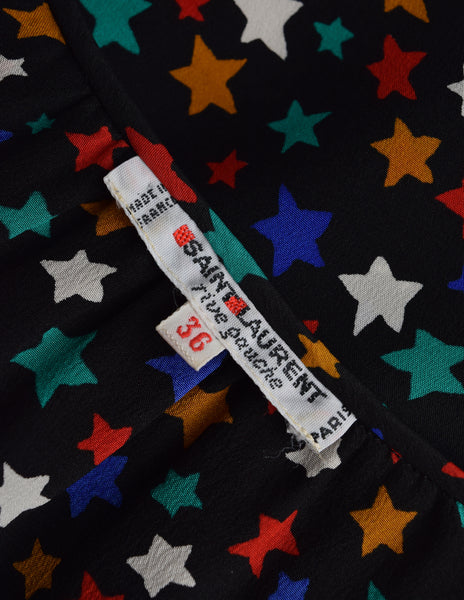 MADE IN
FRANCE
SAINT LAURENT
rive gauche
PARIS
36